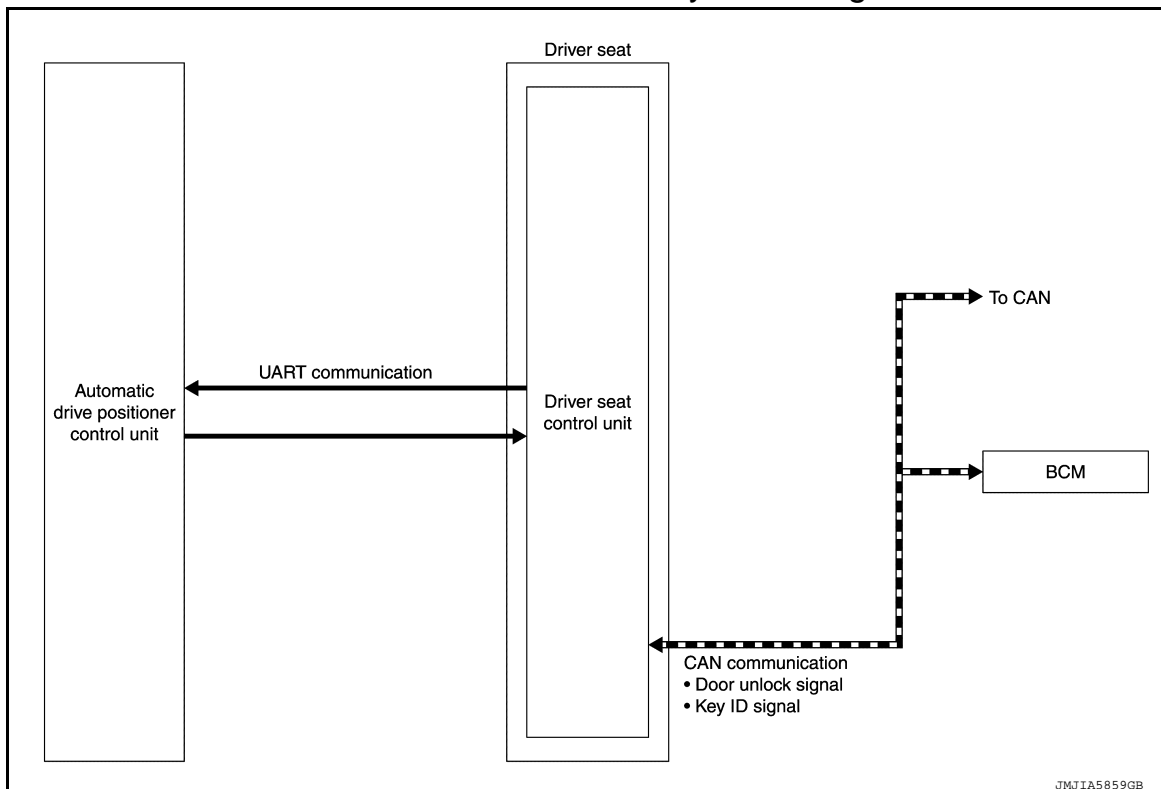 Driver seat
To CAN
UART communication
Automatic
drive positioner
control unit
Driver seat
control unit
BCM
CAN communication
• Door unlock signal
• Key ID signal
JMJIA5859GB